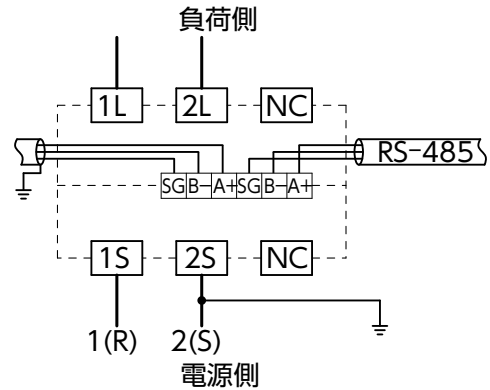 負荷側
1L 2L NC
RS-485
SG B- A+ SG B- A+
1S 2S NC
1(R) 2(S)
電源側